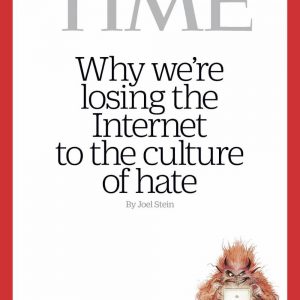 TIME
Why we're
losing the
Internet
to the culture
of hate
By Joel Stein